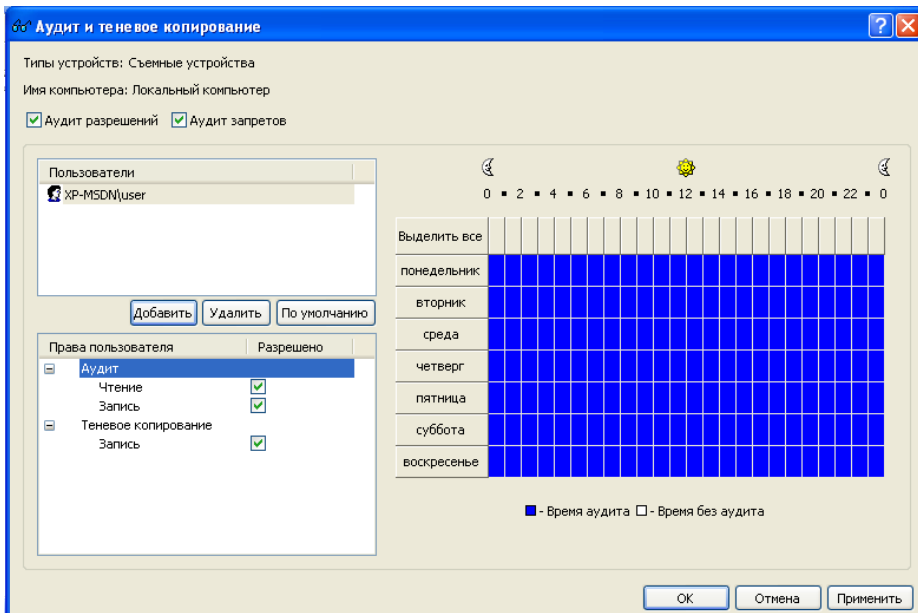 Аудит и теневое копирование
Типы устройств: Съемные устройства
Имя компьютера: Локальный компьютер
Аудит разрешений Аудит запретов
Пользователи
XP-MSDN\user
Добавить Удалить По умолчанию
Права пользователя Разрешено
Аудит
Чтение
Запись
Теневое копирование
Запись
0 2 4 6 8 10 12 14 16 18 20 22 0
Выделить все
понедельник
вторник
среда
четверг
пятница
суббота
воскресенье
- Время аудита - Время без аудита
ОК Отмена Применить